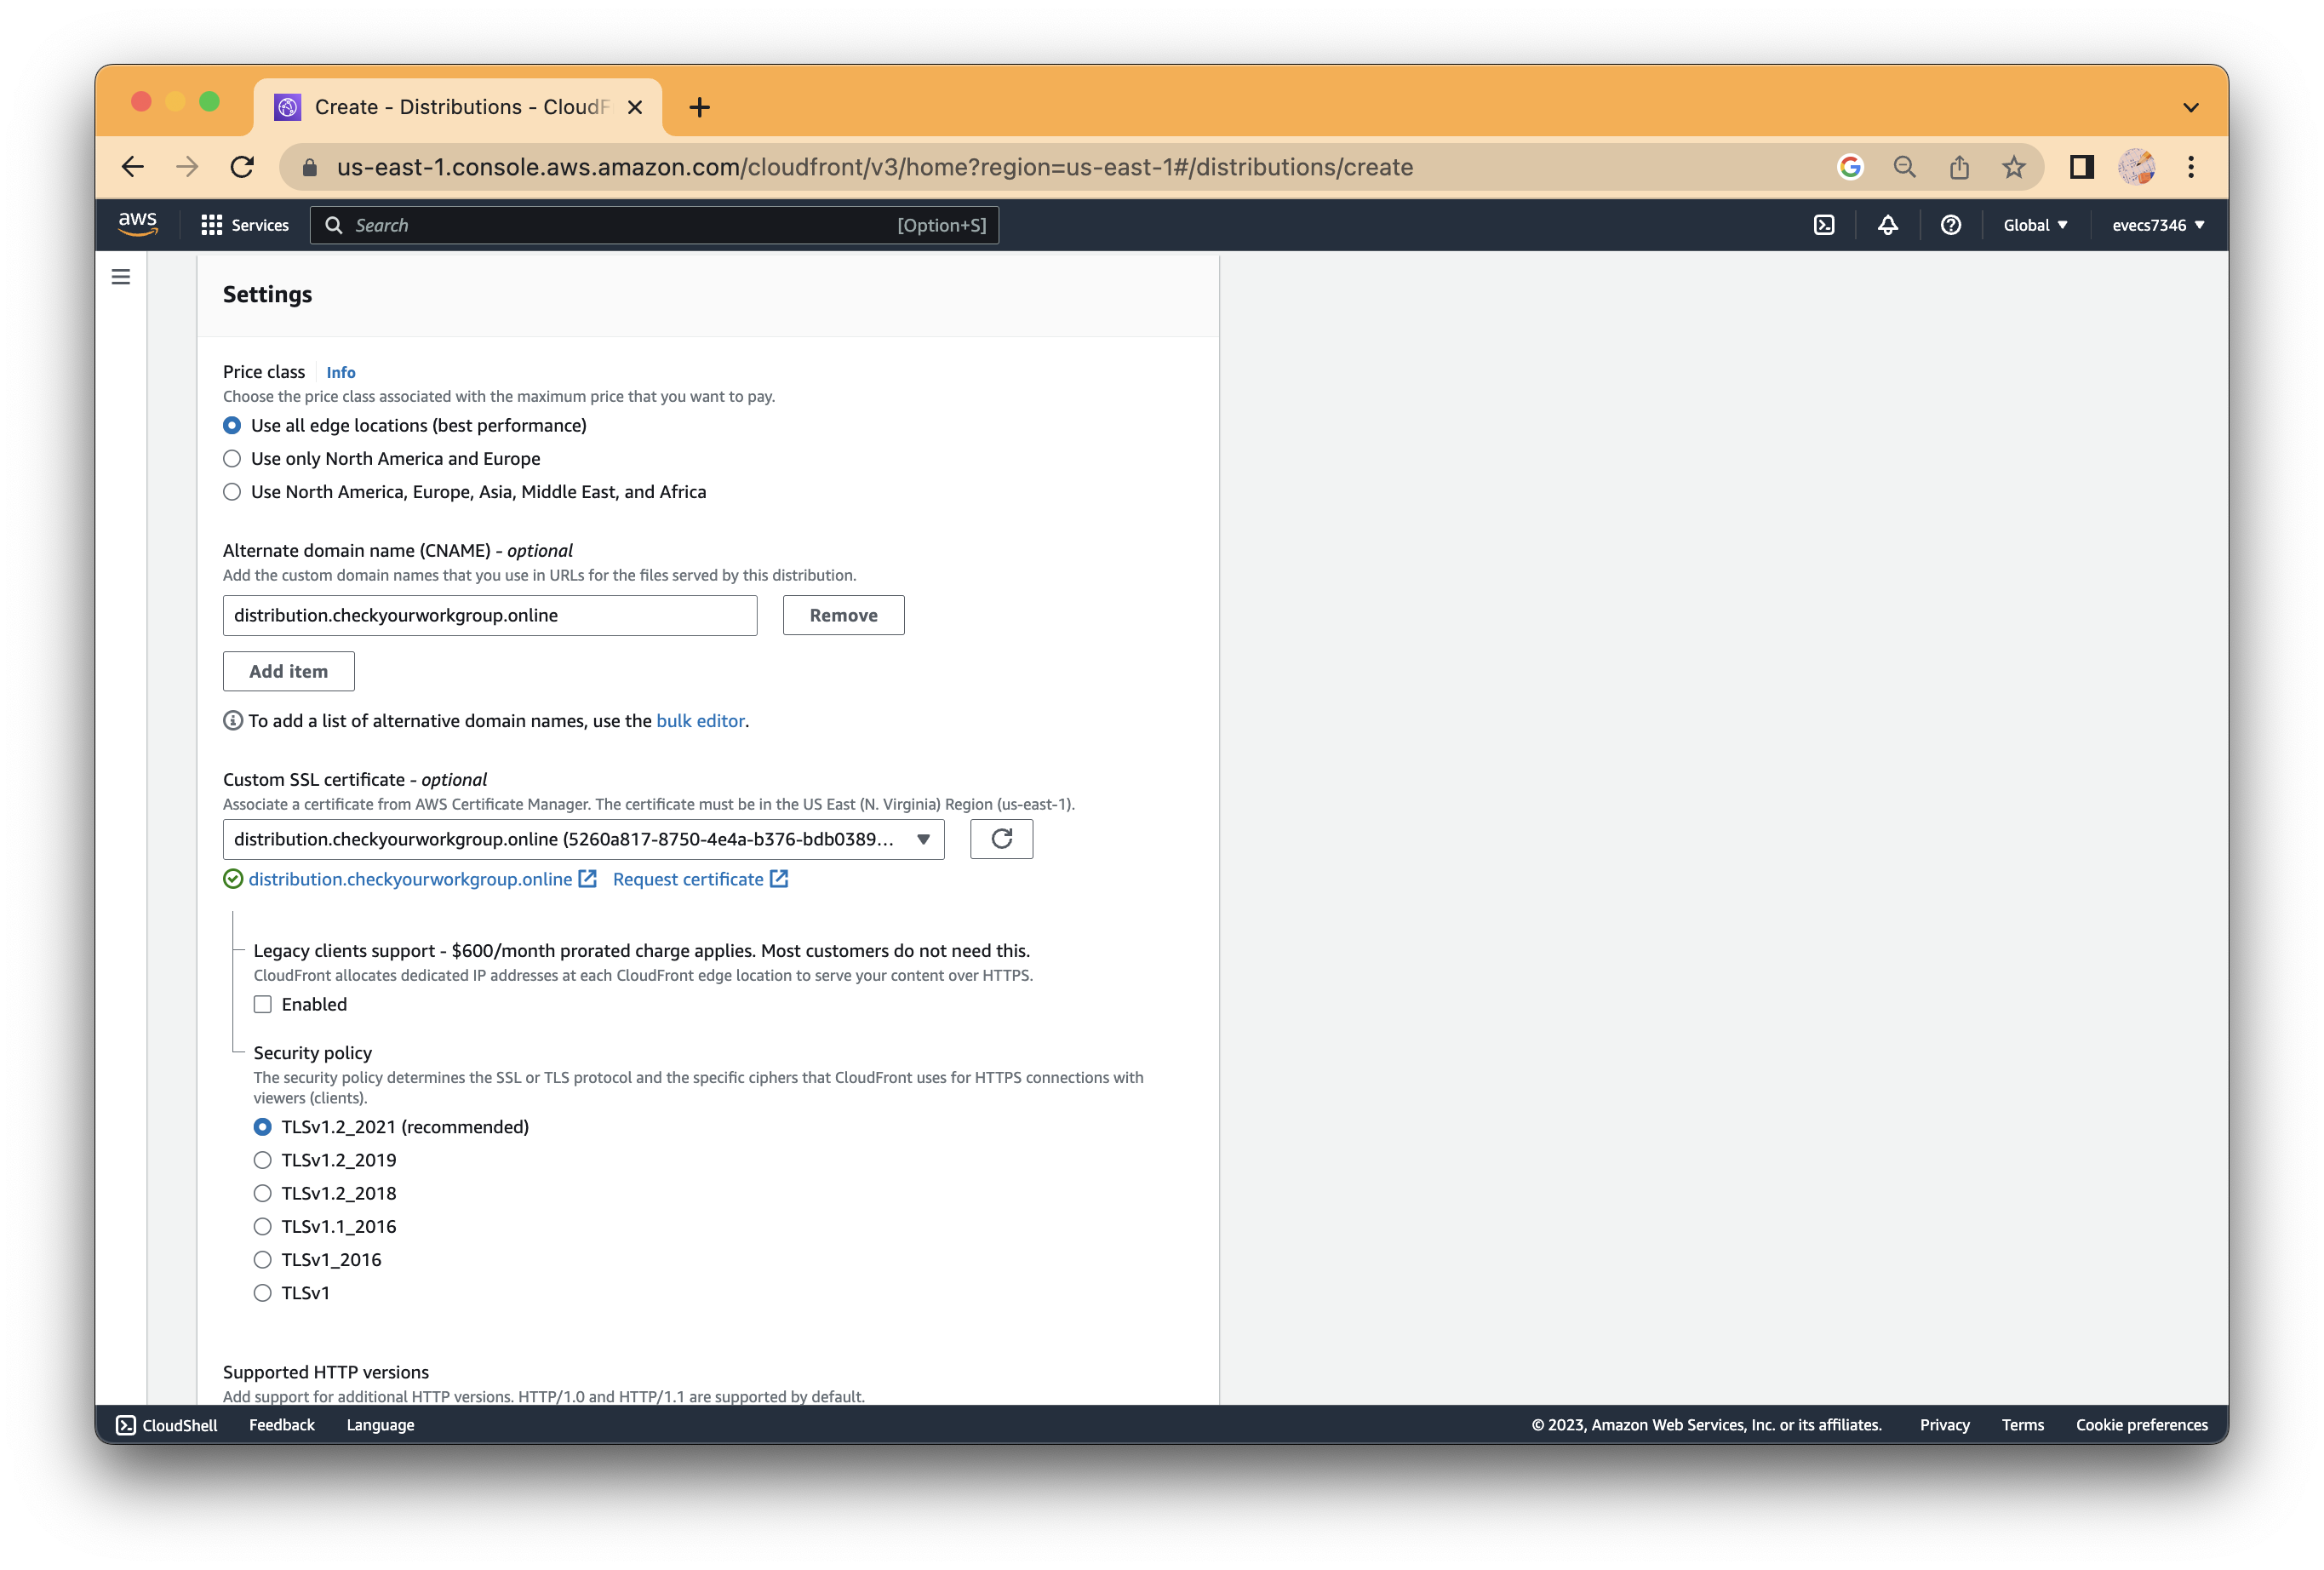 Create - Distributions - CloudF
us-east-1.console.aws.amazon.com/cloudfront/v3/home?region=us-east-1#/distributions/create
aws Services Search [Option+S] Global evecs7346
Settings
Price class Info
Choose the price class associated with the maximum price that you want to pay.
Use all edge locations (best performance)
Use only North America and Europe
Use North America, Europe, Asia, Middle East, and Africa
Alternate domain name (CNAME) - optional
Add the custom domain names that you use in URLs for the files served by this distribution.
distribution.checkyourworkgroup.online Remove
Add item
To add a list of alternative domain names, use the bulk editor.
Custom SSL certificate - optional
Associate a certificate from AWS Certificate Manager. The certificate must be in the US East (N. Virginia) Region (us-east-1).
distribution.checkyourworkgroup.online (5260a817-8750-4e4a-b376-bdb0389...
distribution.checkyourworkgroup.online Request certificate
Legacy clients support - $600/month prorated charge applies. Most customers do not need this.
CloudFront allocates dedicated IP addresses at each CloudFront edge location to serve your content over HTTPS.
Enabled
Security policy
The security policy determines the SSL or TLS protocol and the specific ciphers that CloudFront uses for HTTPS connections with
viewers (clients).
TLSv1.2_2021 (recommended)
TLSv1.2_2019
TLSv1.2_2018
TLSv1.1_2016
TLSv1_2016
TLSv1
Supported HTTP versions
Add support for additional HTTP versions. HTTP/1.0 and HTTP/1.1 are supported by default.
CloudShell Feedback Language © 2023, Amazon Web Services, Inc. or its affiliates. Privacy Terms Cookie preferences